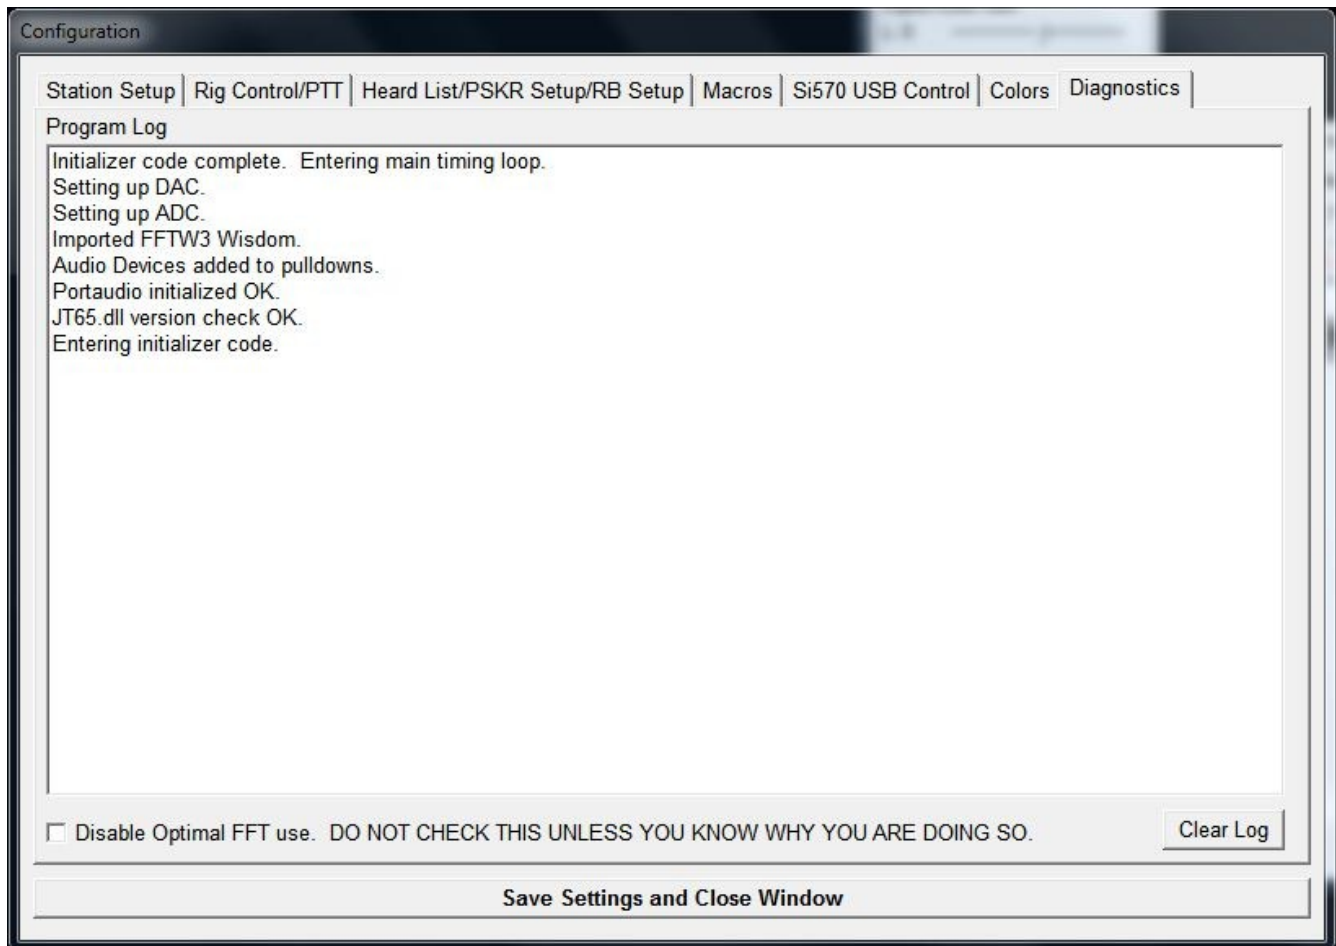 Configuration
Station Setup Rig Control/PTT Heard List/PSKR Setup/RB Setup Macros Si570 USB Control Colors Diagnostics
Program Log
Initializer code complete.  Entering main timing loop.
Setting up DAC.
Setting up ADC.
Imported FFTW3 Wisdom.
Audio Devices added to pulldowns.
Portaudio initialized OK.
JT65.dll version check OK.
Entering initializer code.
Disable Optimal FFT use.  DO NOT CHECK THIS UNLESS YOU KNOW WHY YOU ARE DOING SO. Clear Log
Save Settings and Close Window